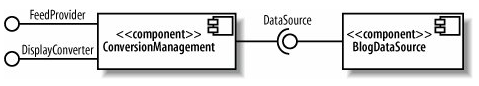 FeedProvider
DisplayConverter
<<component>>
ConversionManagement
DataSource
<<component>>
BlogDataSource